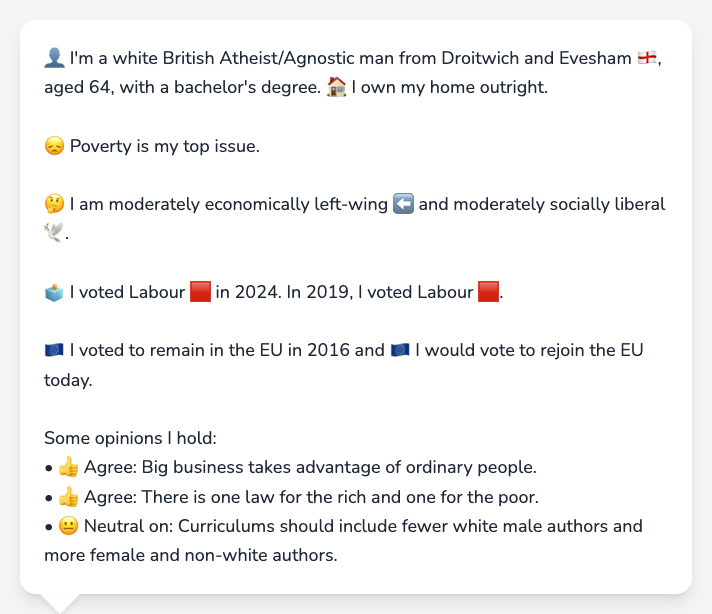 👤 I'm a white British Atheist/Agnostic man from Droitwich and Evesham 🏴󠁧󠁢󠁥󠁮󠁧󠁿,
aged 64, with a bachelor's degree. 🏠 I own my home outright.
😞 Poverty is my top issue.
🤔 I am moderately economically left-wing ⬅️ and moderately socially liberal
🕊️.
🗳️ I voted Labour 🟥 in 2024. In 2019, I voted Labour 🟥.
🇪🇺 I voted to remain in the EU in 2016 and 🇪🇺 I would vote to rejoin the EU
today.
Some opinions I hold:
• 👍 Agree: Big business takes advantage of ordinary people.
• 👍 Agree: There is one law for the rich and one for the poor.
• 😐 Neutral on: Curriculums should include fewer white male authors and
more female and non-white authors.